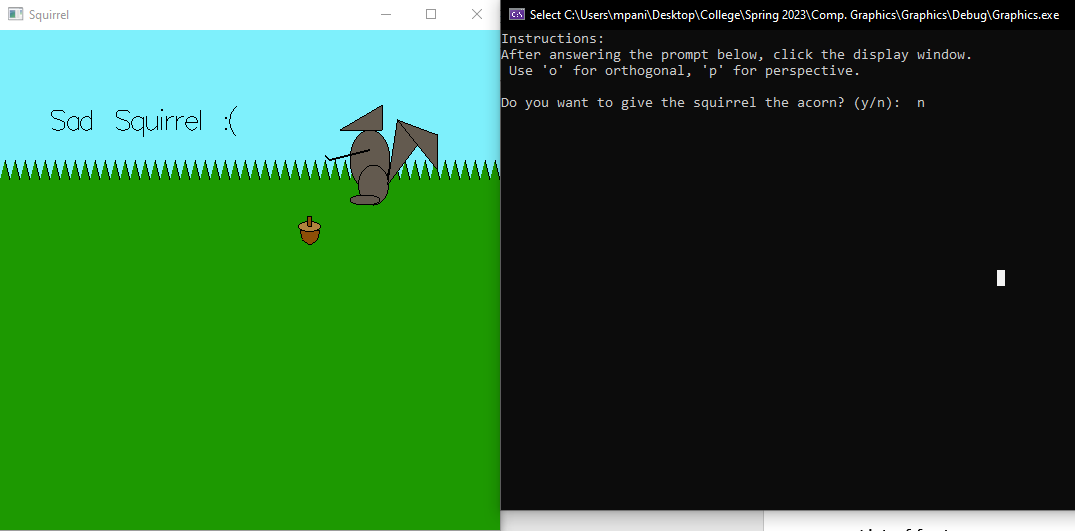 Squirrel
Sad Squirrel :(
Select C:\Users\mpani\Desktop\College\Spring 2023\Comp. Graphics\Graphics\Debug\Graphics.exe
Instructions:
After answering the prompt below, click the display window.
Use 'o' for orthogonal, 'p' for perspective.
Do you want to give the squirrel the acorn? (y/n): n